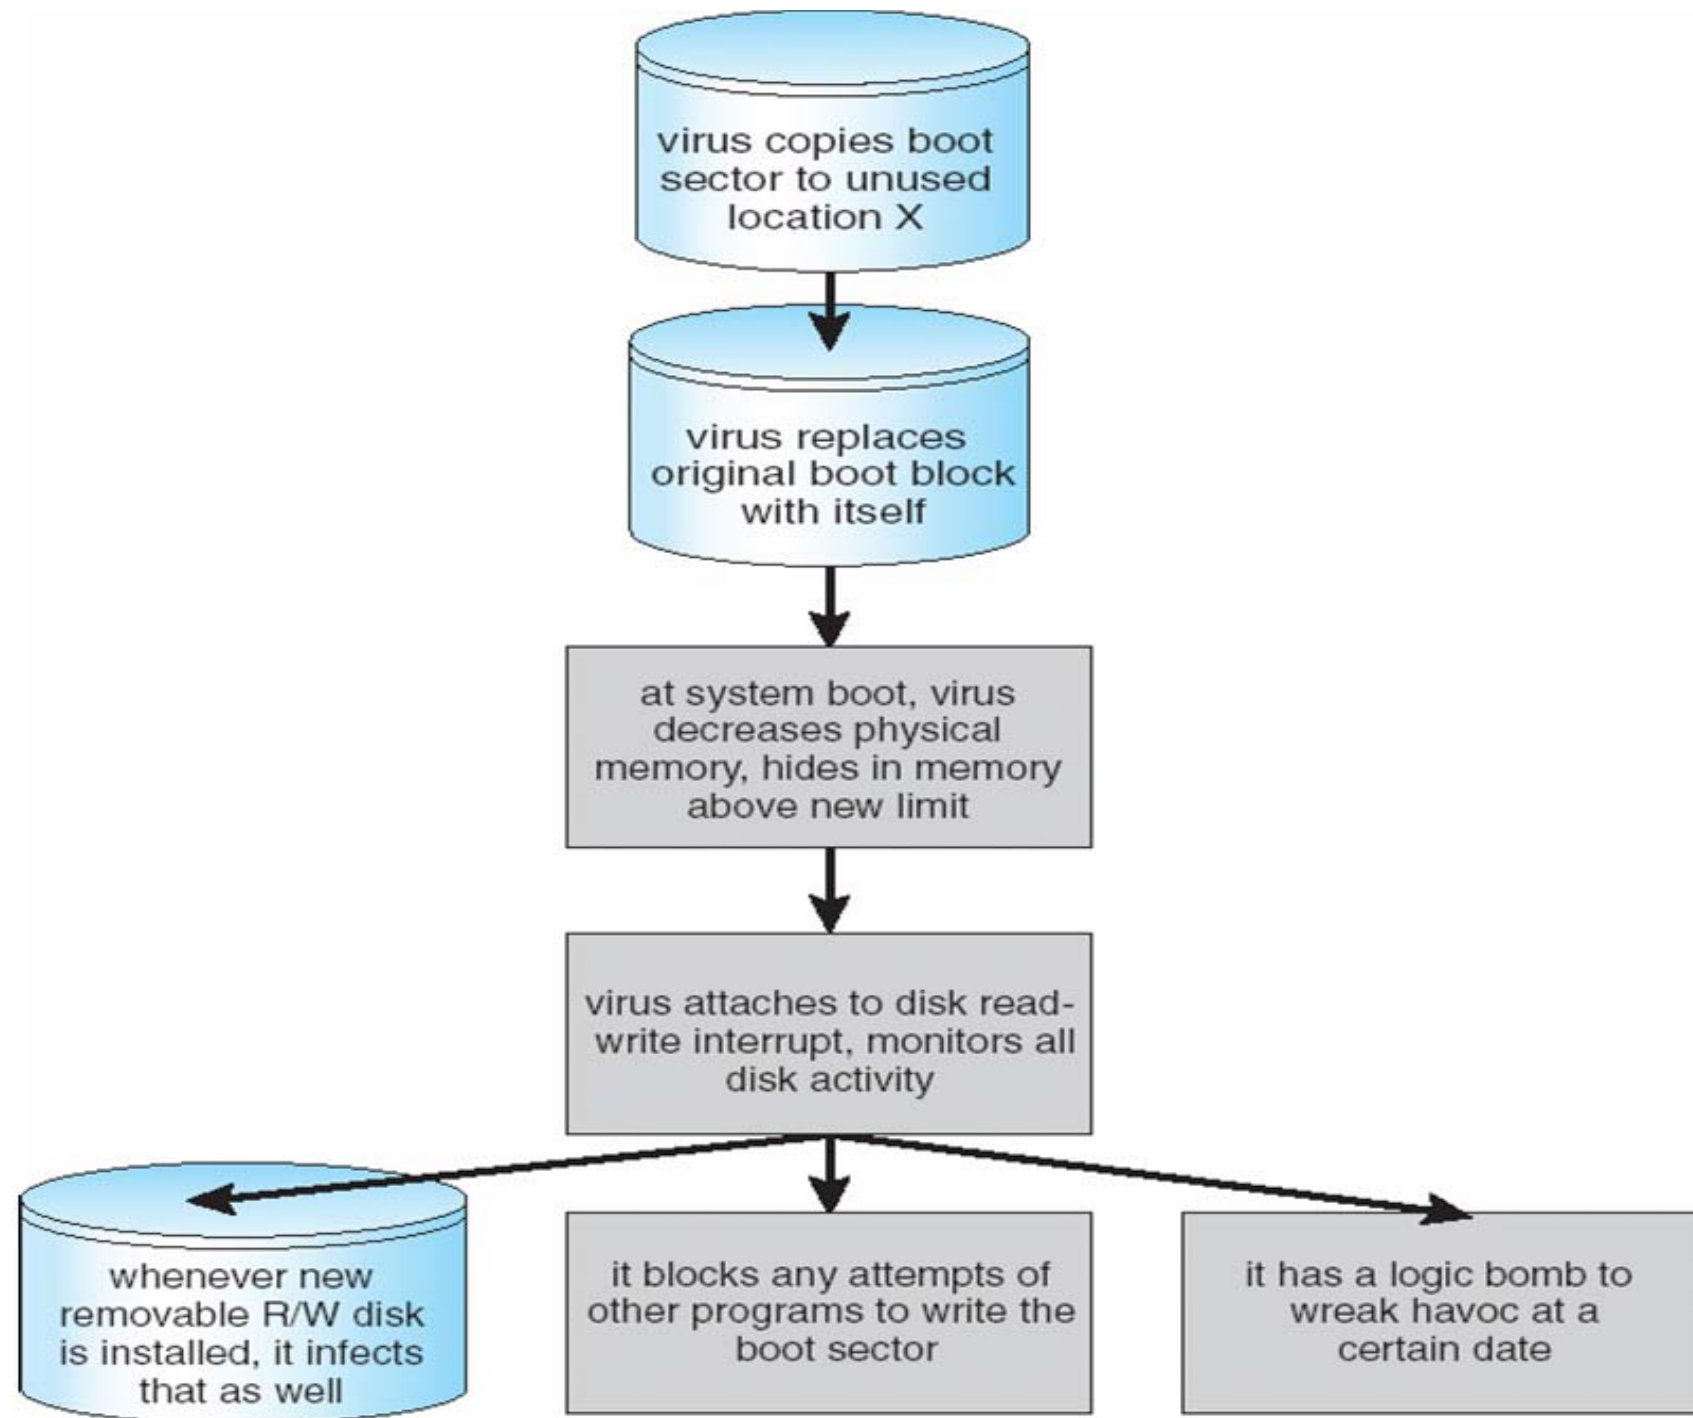 virus copies boot
sector to unused
location X
virus replaces
original boot block
with itself
at system boot, virus
decreases physical
memory, hides in memory
above new limit
virus attaches to disk read-
write interrupt, monitors all
disk activity
whenever new
removable R/W disk
is installed, it infects
that as well
it blocks any attempts of
other programs to write the
boot sector
it has a logic bomb to
wreak havoc at a
certain date